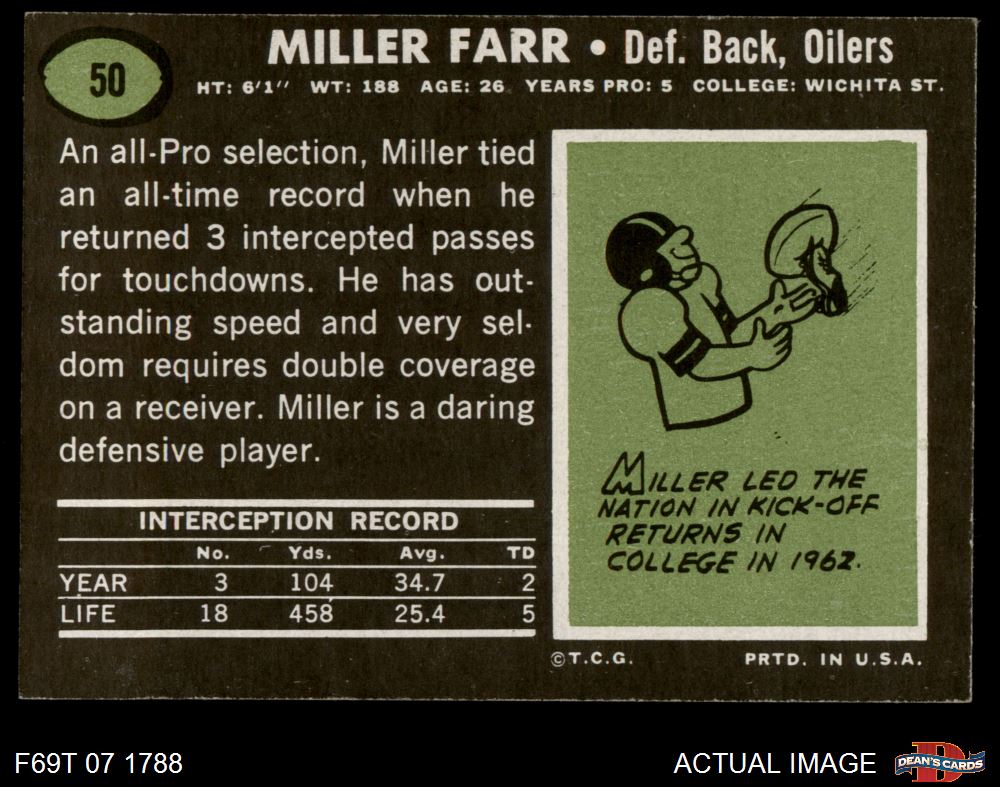 50
MILLER FARR • Def. Back, Oilers
HT: 6'1'' WT: 188 AGE: 26 YEARS PRO: 5 COLLEGE: WICHITA ST.
An all-Pro selection, Miller tied
an all-time record when he
returned 3 intercepted passes
for touchdowns. He has out-
standing speed and very sel-
dom requires double coverage
on a receiver. Miller is a daring
defensive player.
INTERCEPTION RECORD
No. Yds. Avg. TD
YEAR 3 104 34.7 2
LIFE 18 458 25.4 5
MILLER LED THE
NATION IN KICK-OFF
RETURNS IN
COLLEGE IN 1962.
©T.C.G. PRTD. IN U.S.A.
F69T 07 1788
ACTUAL IMAGE
D
DEAN'S CARDS